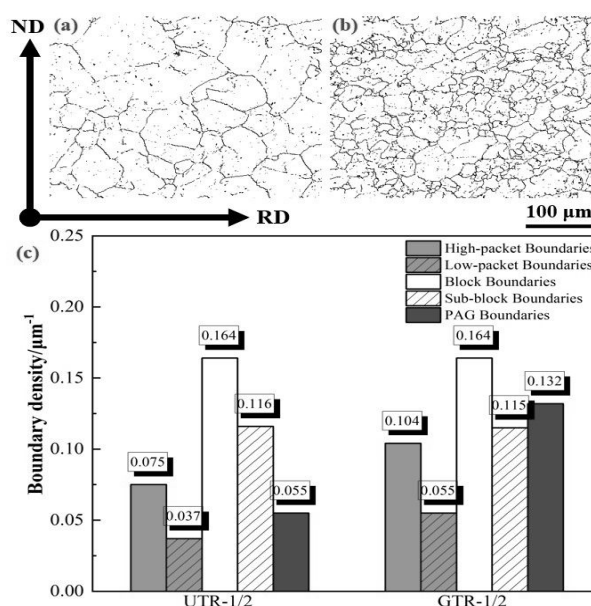 ND
(a)
(b)
RD
100 μm
(c)
0.25
0.20
0.15
0.10
0.05
0.00
Boundary density/μm⁻¹
High-packet Boundaries
Low-packet Boundaries
Block Boundaries
Sub-block Boundaries
PAG Boundaries
0.075
0.037
0.164
0.116
0.055
0.104
0.055
0.164
0.115
0.132
UTR-1/2
GTR-1/2